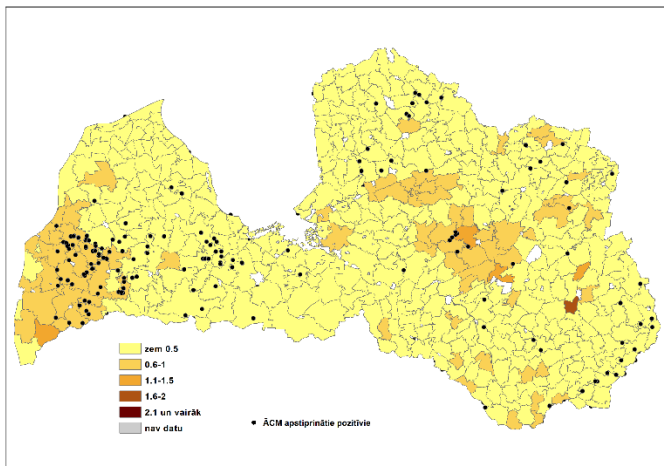 zem 0.5
0.6-1
1.1-1.5
1.6-2
2.1 un vairāk
nav datu
ĀCM apstiprinātie pozitīvie